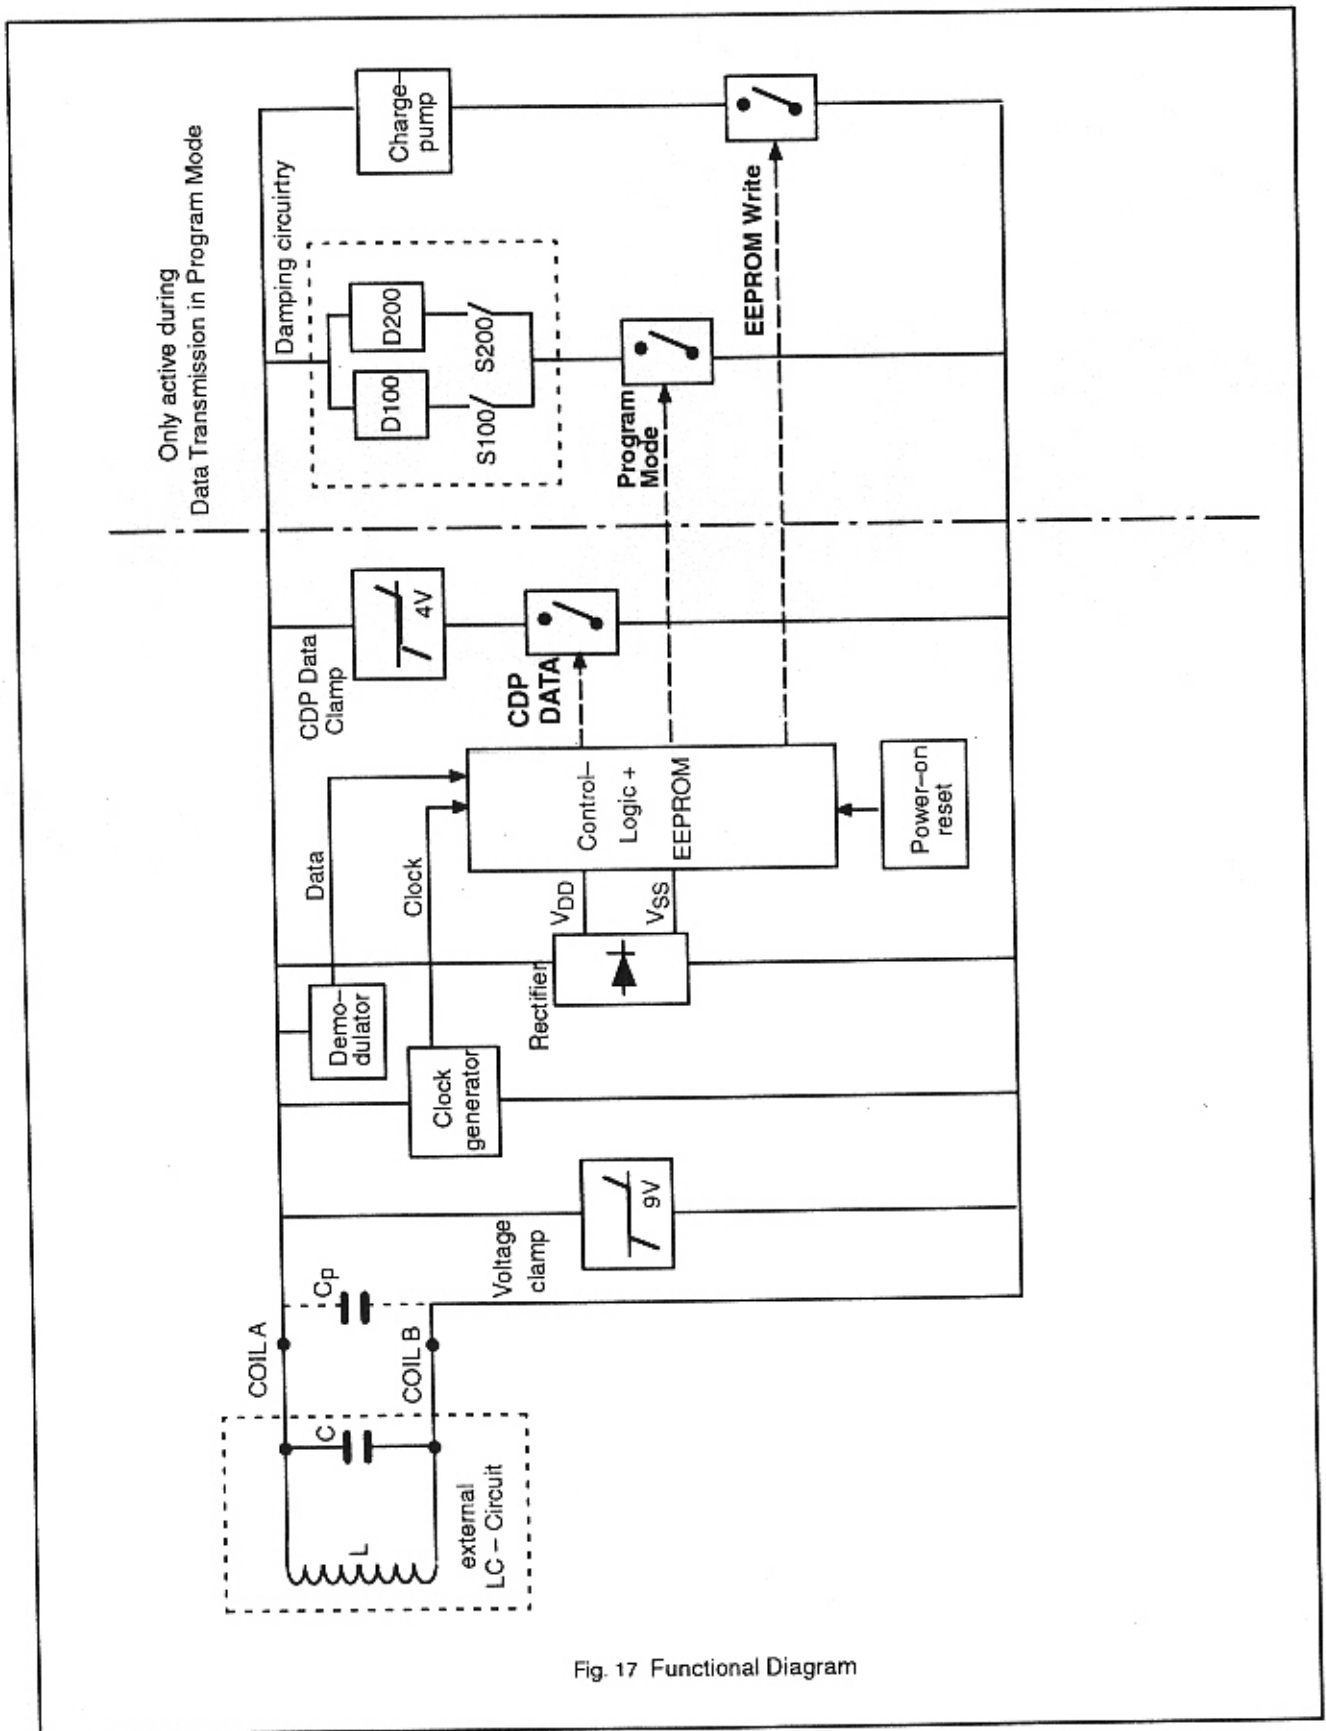 Only active during
Data Transmission in Program Mode
Damping circuirtry
Charge–
pump
D100
D200
S100
S200
Program
Mode
EEPROM Write
CDP Data
Clamp
4V
CDP
DATA
Data
Clock
Control–
Logic +
EEPROM
Power–on
reset
VDD
VSS
Rectifier
Demo–
dulator
Clock
generator
Voltage
clamp
9V
Cp
COIL A
COIL B
C
L
external
LC – Circuit
Fig. 17 Functional Diagram